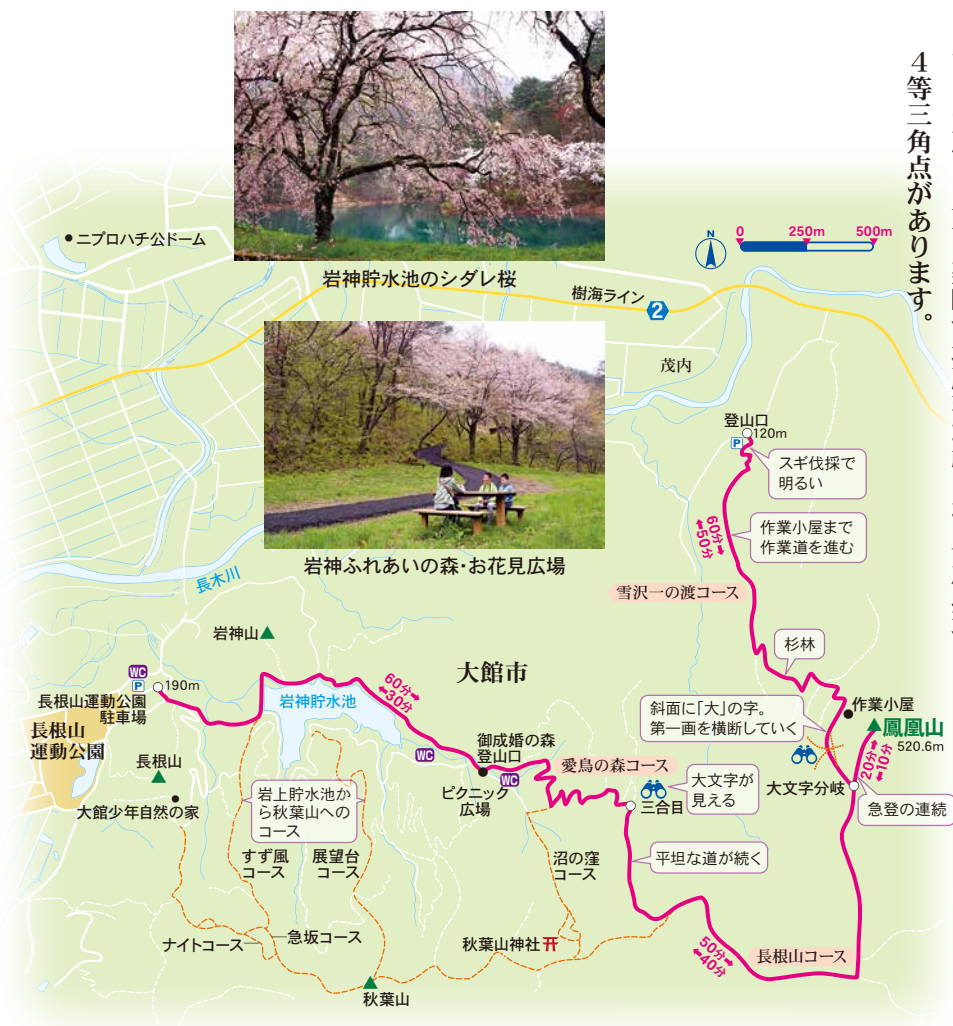 4等三角点があります。
岩神貯水池のシダレ桜
岩神ふれあいの森・お花見広場
N
0 250m 500m
ニプロハチ公ドーム
樹海ライン
2
茂内
登山口
P
120m
スギ伐採で
明るい
60分➡
⬅50分
作業小屋まで
作業道を進む
雪沢一の渡コース
長木川
岩神山
大館市
杉林
WC
P
190m
長根山運動公園
駐車場
長根山
運動公園
岩神貯水池
60分➡
⬅30分
斜面に「大」の字。
第一画を横断していく
作業小屋
鳳凰山
520.6m
20分➡
⬅10分
WC
御成婚の森
登山口
WC
ピクニック
広場
愛鳥の森コース
大文字が
見える
三合目
大文字分岐
急登の連続
長根山
大館少年自然の家
岩上貯水池か
ら秋葉山への
コース
すず風
コース
展望台
コース
沼の窪
コース
平坦な道が続く
ナイトコース
急坂コース
秋葉山神社
50分➡
⬅40分
長根山コース
秋葉山